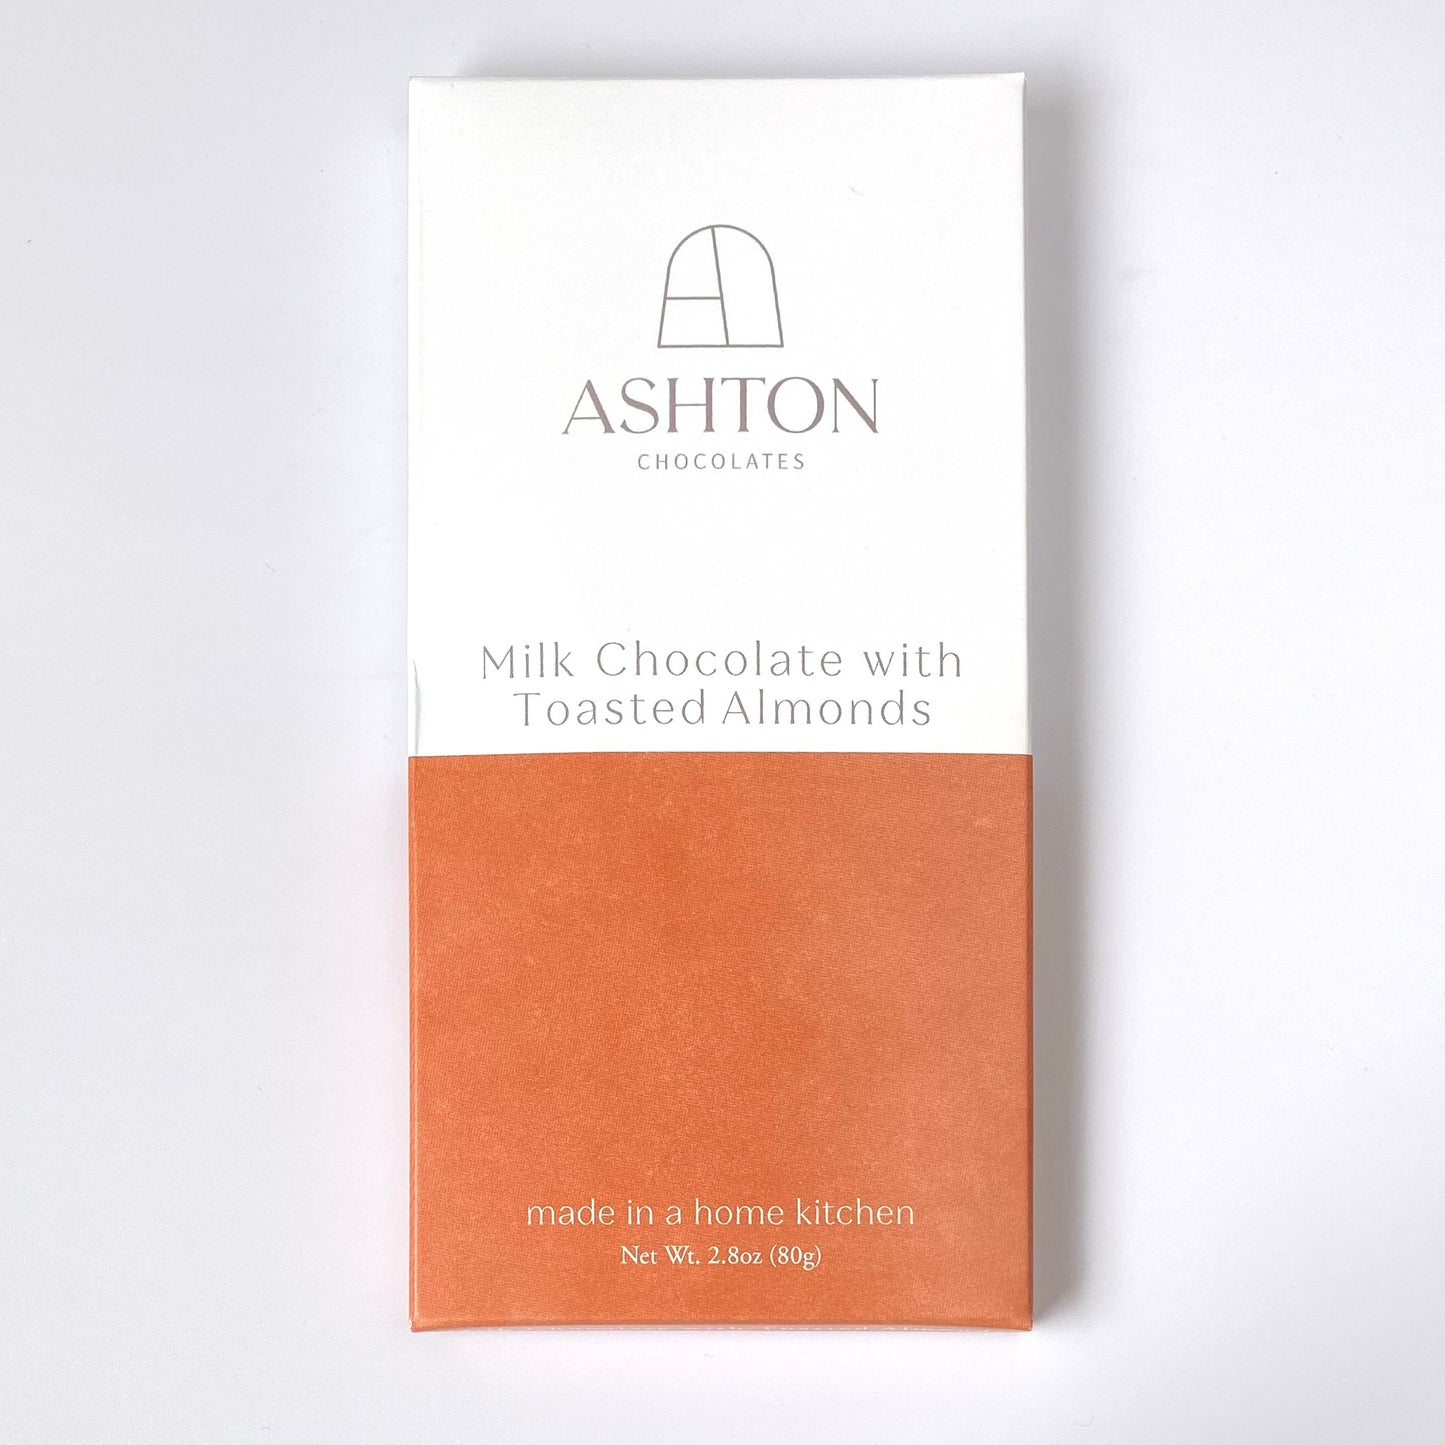 ASHTON
CHOCOLATES
Milk Chocolate with
Toasted Almonds
made in a home kitchen
Net Wt. 2.8oz (80g)